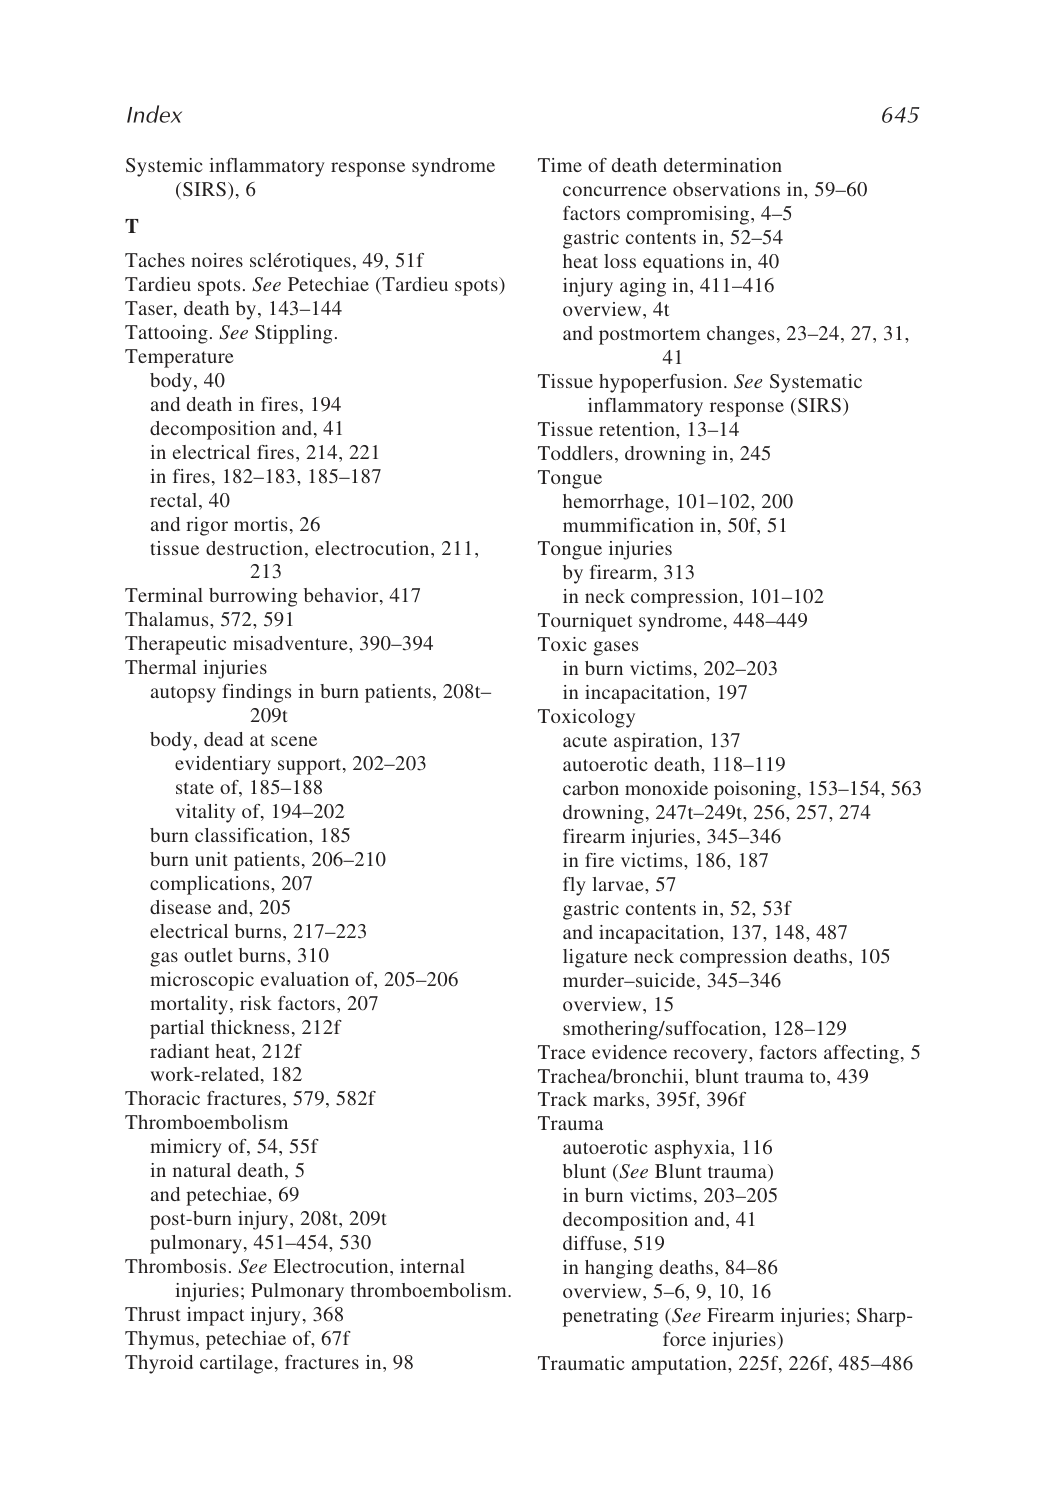 Index 645
Systemic inflammatory response syndrome
(SIRS), 6
T
Taches noires sclérotiques, 49, 51f
Tardieu spots. See Petechiae (Tardieu spots)
Taser, death by, 143–144
Tattooing. See Stippling.
Temperature
body, 40
and death in fires, 194
decomposition and, 41
in electrical fires, 214, 221
in fires, 182–183, 185–187
rectal, 40
and rigor mortis, 26
tissue destruction, electrocution, 211,
213
Terminal burrowing behavior, 417
Thalamus, 572, 591
Therapeutic misadventure, 390–394
Thermal injuries
autopsy findings in burn patients, 208t–
209t
body, dead at scene
evidentiary support, 202–203
state of, 185–188
vitality of, 194–202
burn classification, 185
burn unit patients, 206–210
complications, 207
disease and, 205
electrical burns, 217–223
gas outlet burns, 310
microscopic evaluation of, 205–206
mortality, risk factors, 207
partial thickness, 212f
radiant heat, 212f
work-related, 182
Thoracic fractures, 579, 582f
Thromboembolism
mimicry of, 54, 55f
in natural death, 5
and petechiae, 69
post-burn injury, 208t, 209t
pulmonary, 451–454, 530
Thrombosis. See Electrocution, internal
injuries; Pulmonary thromboembolism.
Thrust impact injury, 368
Thymus, petechiae of, 67f
Thyroid cartilage, fractures in, 98
Time of death determination
concurrence observations in, 59–60
factors compromising, 4–5
gastric contents in, 52–54
heat loss equations in, 40
injury aging in, 411–416
overview, 4t
and postmortem changes, 23–24, 27, 31,
41
Tissue hypoperfusion. See Systematic
inflammatory response (SIRS)
Tissue retention, 13–14
Toddlers, drowning in, 245
Tongue
hemorrhage, 101–102, 200
mummification in, 50f, 51
Tongue injuries
by firearm, 313
in neck compression, 101–102
Tourniquet syndrome, 448–449
Toxic gases
in burn victims, 202–203
in incapacitation, 197
Toxicology
acute aspiration, 137
autoerotic death, 118–119
carbon monoxide poisoning, 153–154, 563
drowning, 247t–249t, 256, 257, 274
firearm injuries, 345–346
in fire victims, 186, 187
fly larvae, 57
gastric contents in, 52, 53f
and incapacitation, 137, 148, 487
ligature neck compression deaths, 105
murder–suicide, 345–346
overview, 15
smothering/suffocation, 128–129
Trace evidence recovery, factors affecting, 5
Trachea/bronchii, blunt trauma to, 439
Track marks, 395f, 396f
Trauma
autoerotic asphyxia, 116
blunt (See Blunt trauma)
in burn victims, 203–205
decomposition and, 41
diffuse, 519
in hanging deaths, 84–86
overview, 5–6, 9, 10, 16
penetrating (See Firearm injuries; Sharp-
force injuries)
Traumatic amputation, 225f, 226f, 485–486